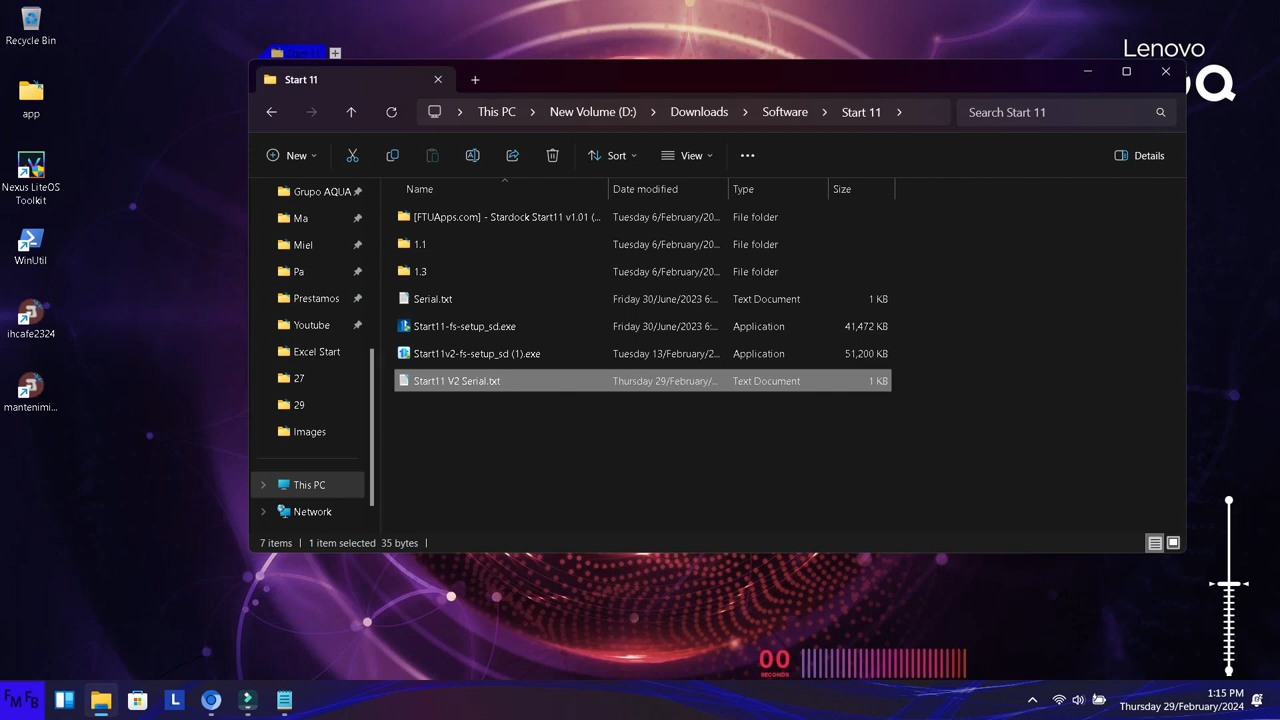 Recycle Bin
app
Nexus LiteOS
Toolkit
WinUtil
ihcafe2324
mantenimi...
Lenovo
Start 11
This PC
New Volume (D:)
Downloads
Software
Start 11
Search Start 11
New
Sort
View
Details
Grupo AQUA
Ma
Miel
Pa
Prestamos
Youtube
Excel Start
27
29
Images
This PC
Network
Name Date modified Type Size
[FTUApps.com] - Stardock Start11 v1.01 (... Tuesday 6/February/20... File folder
1.1 Tuesday 6/February/20... File folder
1.3 Tuesday 6/February/20... File folder
Serial.txt Friday 30/June/2023 6:... Text Document 1 KB
Start11-fs-setup_sd.exe Friday 30/June/2023 6:... Application 41,472 KB
Start11v2-fs-setup_sd (1).exe Tuesday 13/February/2... Application 51,200 KB
Start11 V2 Serial.txt Thursday 29/February/... Text Document 1 KB
7 items 1 item selected 35 bytes
00
SECONDS
FM FB
L
1:15 PM
Thursday 29/February/2024